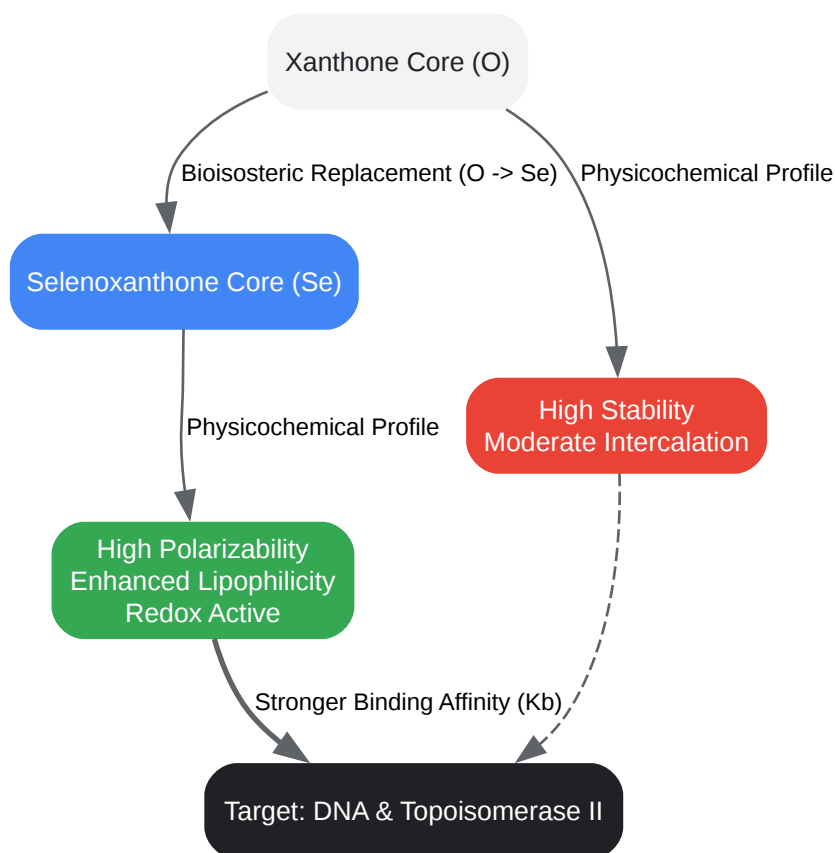 Xanthone Core (O)
Bioisosteric Replacement (O -> Se)
Physicochemical Profile
Selenoxanthone Core (Se)
High Stability
Moderate Intercalation
Physicochemical Profile
High Polarizability
Enhanced Lipophilicity
Redox Active
Stronger Binding Affinity (Kb)
Target: DNA & Topoisomerase II